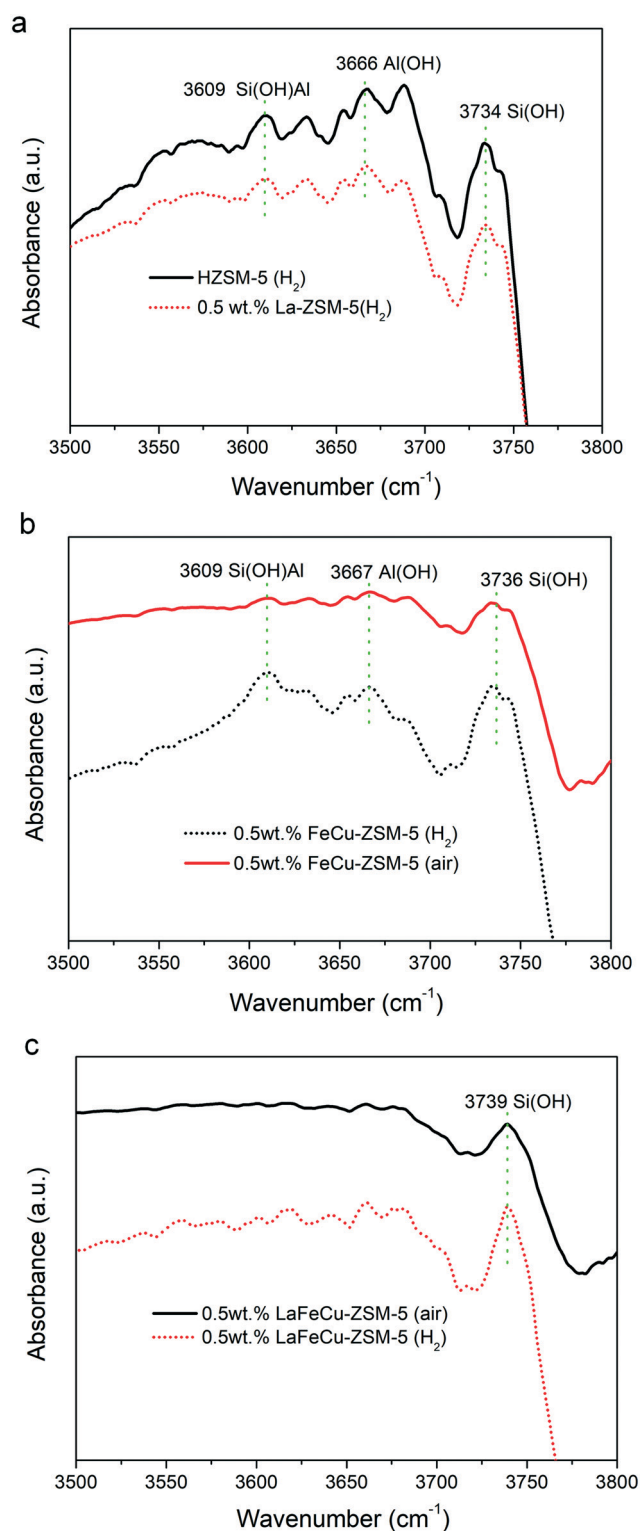 a
3609 Si(OH)Al
3666 Al(OH)
3734 Si(OH)
Absorbance (a.u.)
HZSM-5 (H₂)
0.5 wt.% La-ZSM-5(H₂)
3500 3550 3600 3650 3700 3750 3800
Wavenumber (cm⁻¹)
b
3609 Si(OH)Al
3667 Al(OH)
3736 Si(OH)
Absorbance (a.u.)
0.5wt.% FeCu-ZSM-5 (H₂)
0.5wt.% FeCu-ZSM-5 (air)
3500 3550 3600 3650 3700 3750 3800
Wavenumber (cm⁻¹)
c
3739 Si(OH)
Absorbance (a.u.)
0.5wt.% LaFeCu-ZSM-5 (air)
0.5wt.% LaFeCu-ZSM-5 (H₂)
3500 3550 3600 3650 3700 3750 3800
Wavenumber (cm⁻¹)